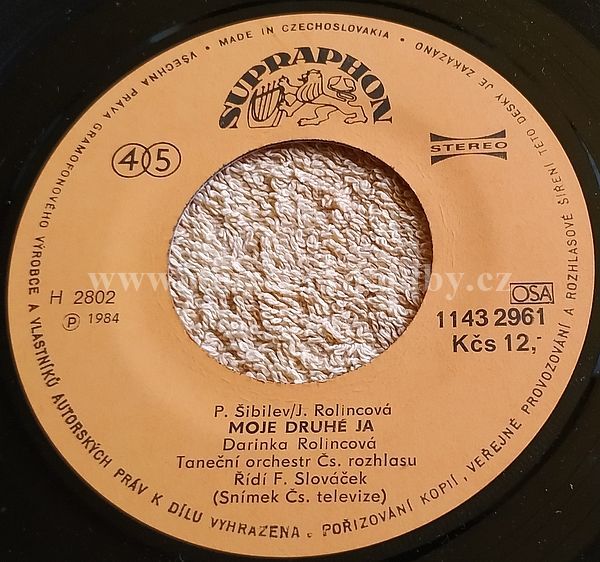 VŠECHNA PRÁVA GRAMOFONOVÉHO VÝROBCE A VLASTNÍKŮ AUTORSKÝCH PRÁV K DÍLU VYHRAZENA. POŘIZOVÁNÍ KOPIÍ, VEŘEJNÉ PROVOZOVÁNÍ A ROZHLASOVÉ ŠÍŘENÍ TÉTO DESKY JE ZAKÁZÁNO • MADE IN CZECHOSLOVAKIA •
SUPRAPHON
45
STEREO
H 2802
℗ 1984
OSA
1143 2961
Kčs 12,-
P. Šibilev/J. Rolincová
MOJE DRUHÉ JA
Darinka Rolincová
Taneční orchestr Čs. rozhlasu
Řídí F. Slováček
(Snímek Čs. televize)